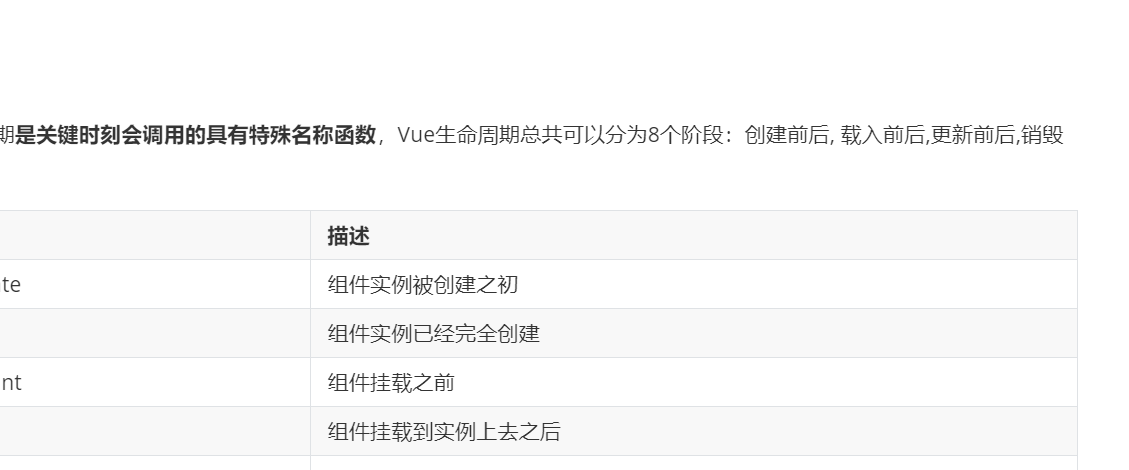 期是关键时刻会调用的具有特殊名称函数，Vue生命周期总共可以分为8个阶段：创建前后, 载入前后,更新前后,销毁
描述
te 组件实例被创建之初
组件实例已经完全创建
nt 组件挂载之前
组件挂载到实例上去之后